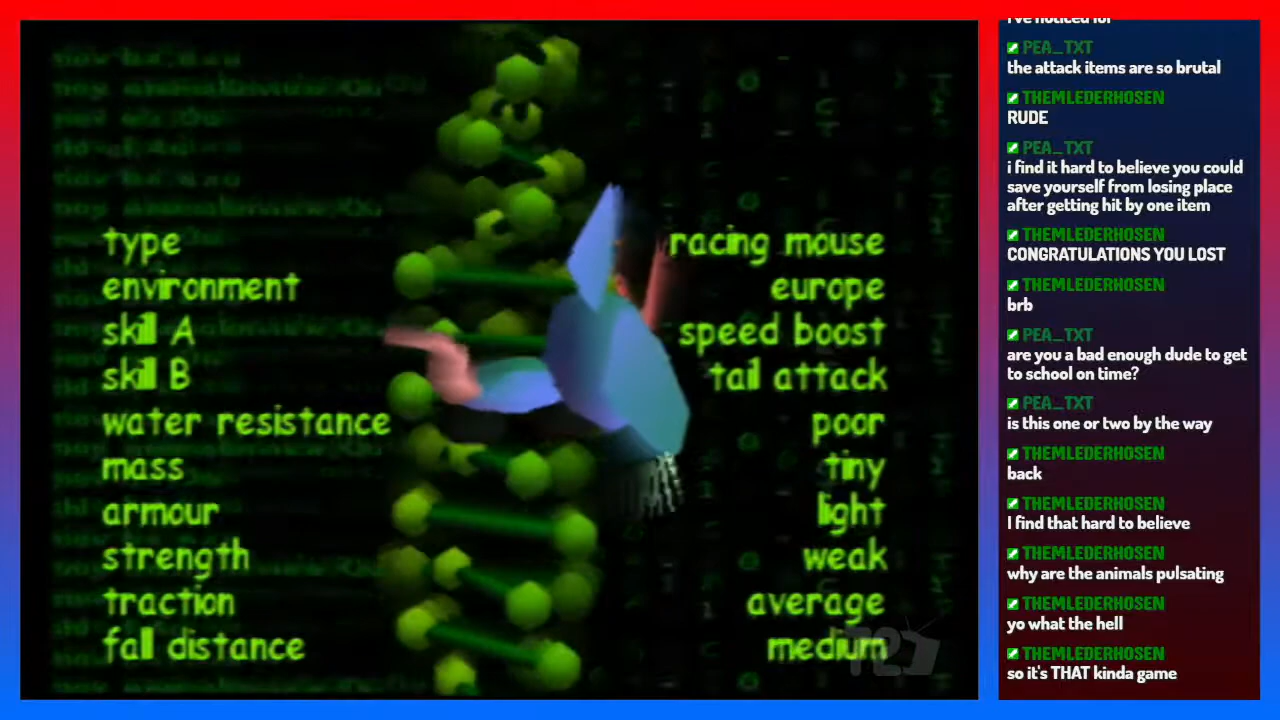 type racing mouse
environment europe
skill A speed boost
skill B tail attack
water resistance poor
mass tiny
armour light
strength weak
traction average
fall distance medium
I've noticed for
PEA_TXT
the attack items are so brutal
THEMLEDERHOSEN
RUDE
PEA_TXT
i find it hard to believe you could
save yourself from losing place
after getting hit by one item
THEMLEDERHOSEN
CONGRATULATIONS YOU LOST
THEMLEDERHOSEN
brb
PEA_TXT
are you a bad enough dude to get
to school on time?
PEA_TXT
is this one or two by the way
THEMLEDERHOSEN
back
THEMLEDERHOSEN
I find that hard to believe
THEMLEDERHOSEN
why are the animals pulsating
THEMLEDERHOSEN
yo what the hell
THEMLEDERHOSEN
so it's THAT kinda game